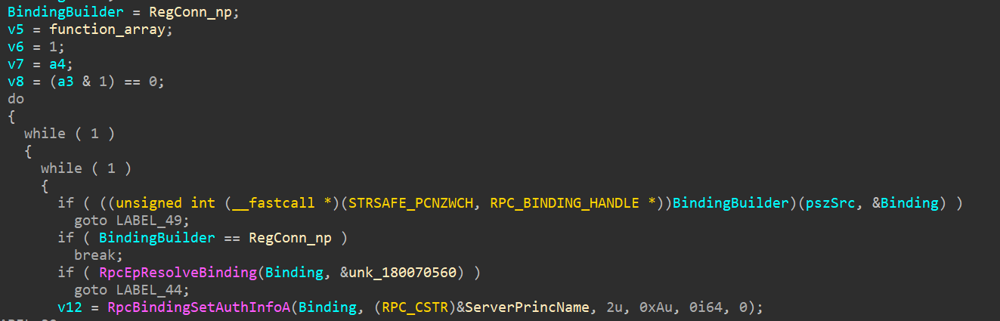 BindingBuilder = RegConn_np;
v5 = function_array;
v6 = 1;
v7 = a4;
v8 = (a3 & 1) == 0;
do
{
while ( 1 )
{
while ( 1 )
{
if ( ((unsigned int (__fastcall *)(STRSAFE_PCNZWCH, RPC_BINDING_HANDLE *))BindingBuilder)(pszSrc, &Binding) )
goto LABEL_49;
if ( BindingBuilder == RegConn_np )
break;
if ( RpcEpResolveBinding(Binding, &unk_180070560) )
goto LABEL_44;
v12 = RpcBindingSetAuthInfoA(Binding, (RPC_CSTR)&ServerPrincName, 2u, 0xAu, 0i64, 0);